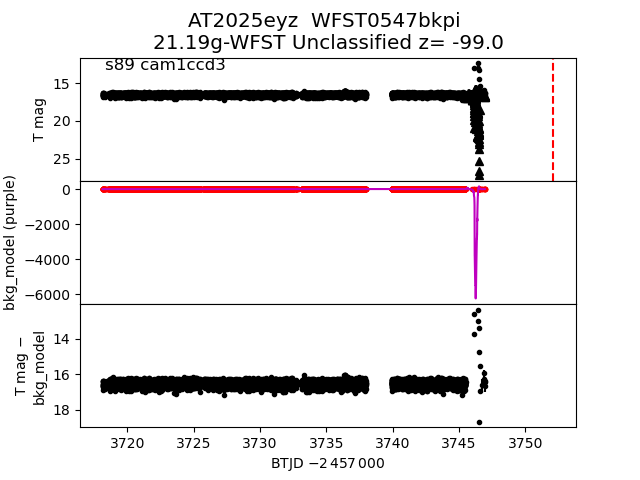 AT2025eyz  WFST0547bkpi
21.19g-WFST Unclassified z= -99.0
s89 cam1ccd3
T mag
15
20
25
bkg_model (purple)
0
−2000
−4000
−6000
T mag −
bkg_model
14
16
18
3720
3725
3730
3735
3740
3745
3750
BTJD −2 457 000